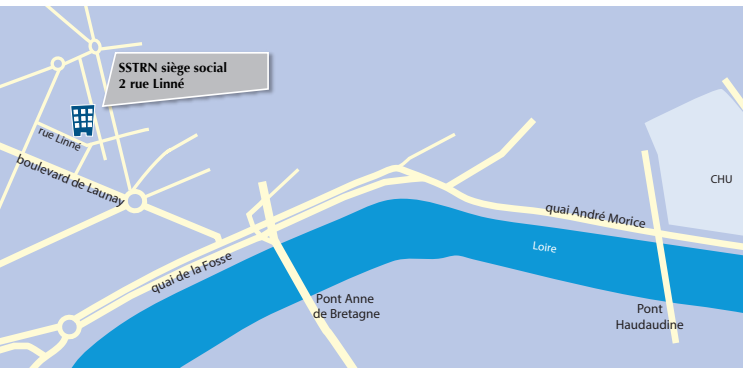 SSTRN siège social
2 rue Linné
rue Linné
boulevard de Launay
CHU
quai André Morice
Loire
quai de la Fosse
Pont Anne
de Bretagne
Pont
Haudaudine